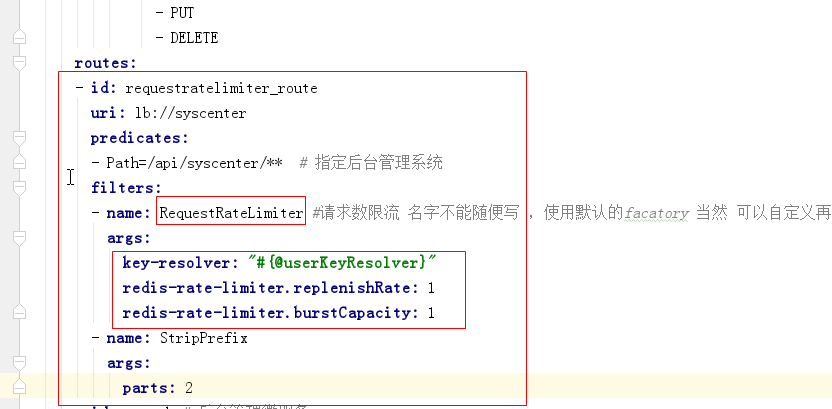 - PUT
- DELETE
routes:
- id: requestratelimiter_route
uri: lb://syscenter
predicates:
- Path=/api/syscenter/** # 指定后台管理系统
filters:
- name: RequestRateLimiter #请求数限流 名字不能随便写 ，使用默认的facatory 当然 可以自定义再
args:
key-resolver: "#{@userKeyResolver}"
redis-rate-limiter.replenishRate: 1
redis-rate-limiter.burstCapacity: 1
- name: StripPrefix
args:
parts: 2